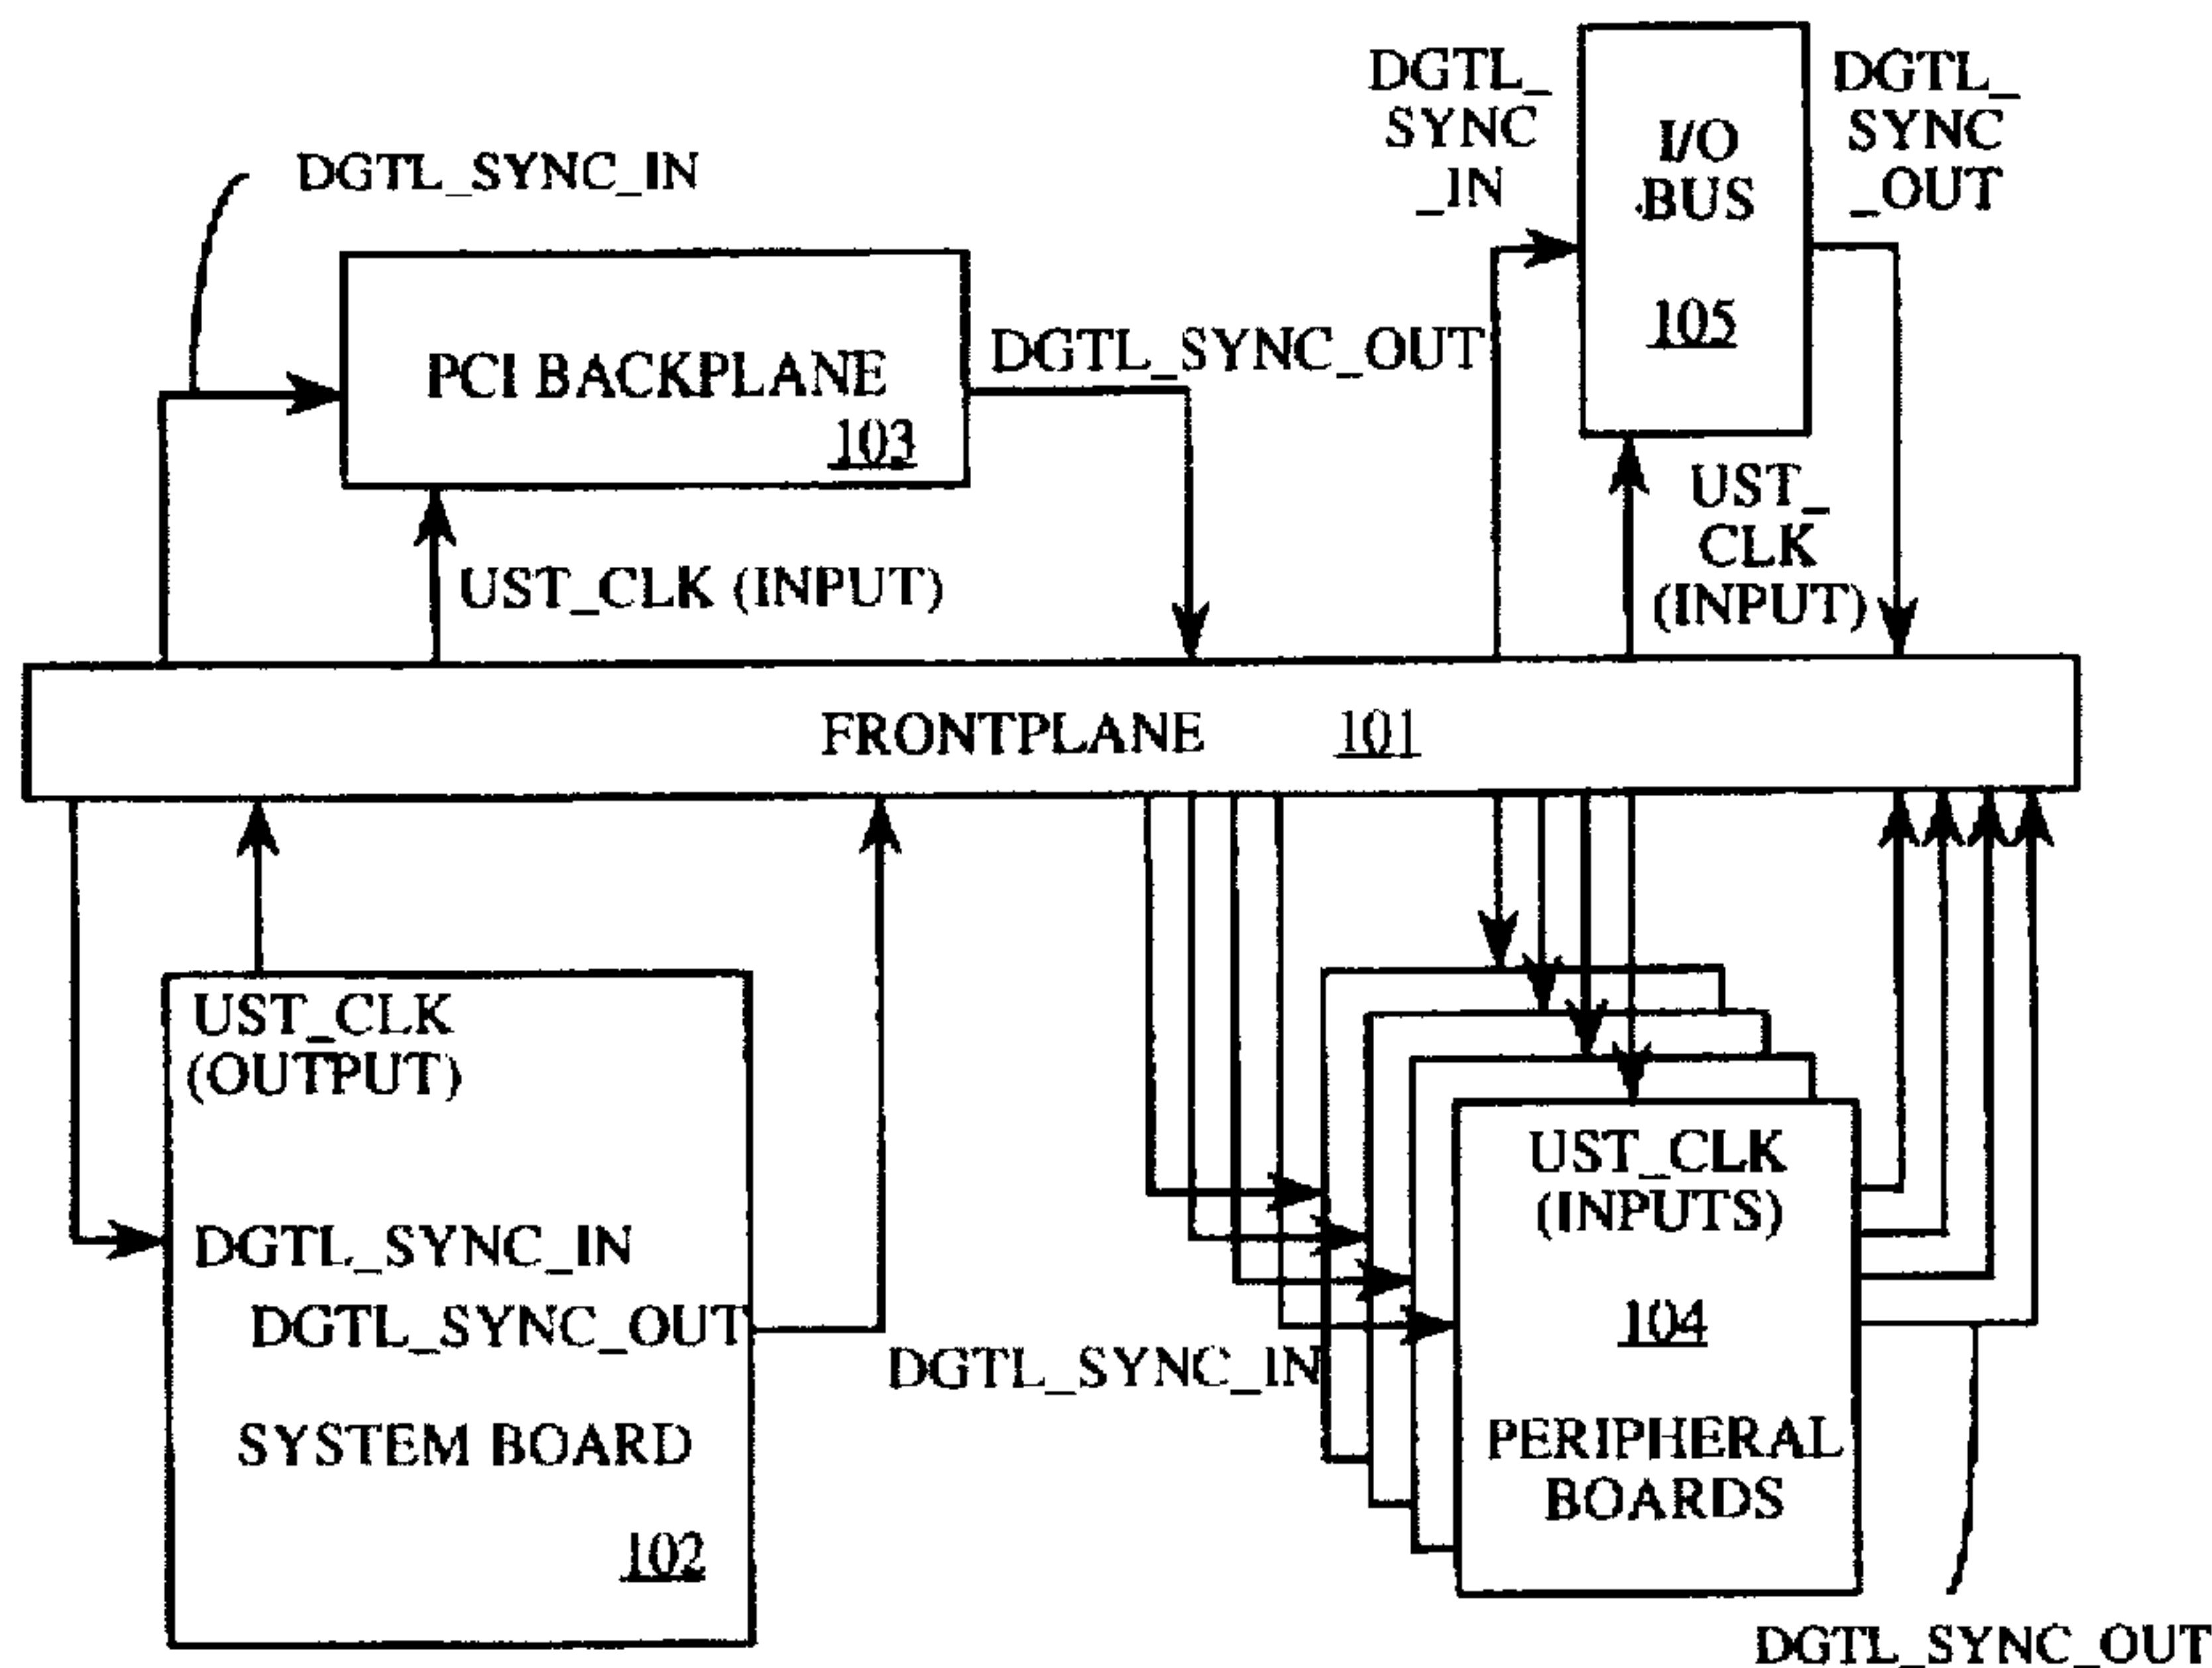 DGTL_SYNC_IN
PCI BACKPLANE
103
DGTL_SYNC_OUT
UST_CLK (INPUT)
DGTL_
SYNC
_IN
I/O
BUS
105
DGTL_
SYNC
_OUT
UST_
CLK
(INPUT)
FRONTPLANE 101
UST_CLK
(OUTPUT)
DGTL_SYNC_IN
DGTL_SYNC_OUT
SYSTEM BOARD
102
DGTL_SYNC_IN
UST_CLK
(INPUTS)
104
PERIPHERAL
BOARDS
DGTL_SYNC_OUT